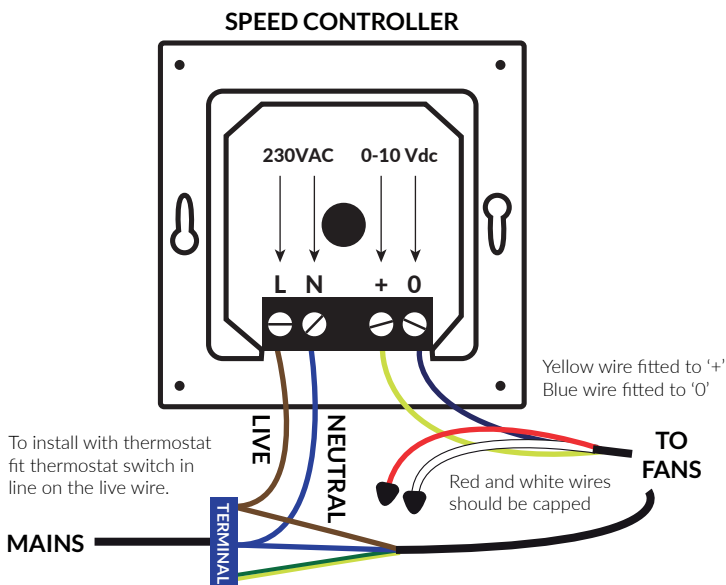 SPEED CONTROLLER
230VAC
0-10 Vdc
L
N
+
0
Yellow wire fitted to ‘+’
Blue wire fitted to ‘0’
LIVE
NEUTRAL
To install with thermostat
fit thermostat switch in
line on the live wire.
TO
FANS
Red and white wires
should be capped
TERMINAL
MAINS